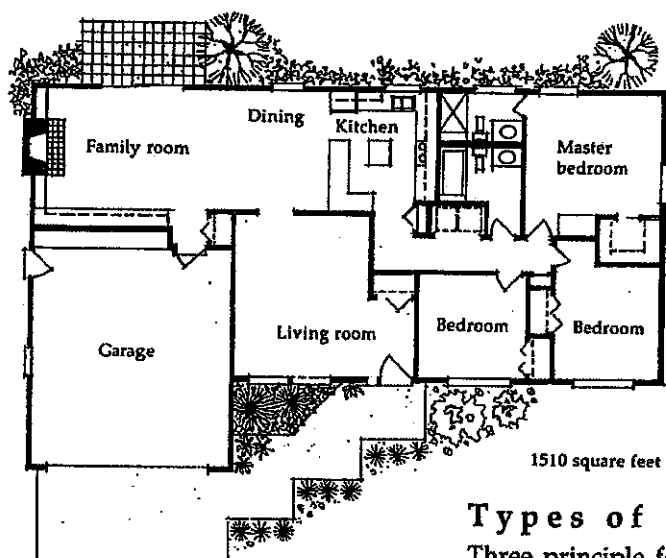 Dining
Kitchen
Family room
Master
bedroom
Living room
Bedroom
Bedroom
Garage
1510 square feet
Types of
Three principle f